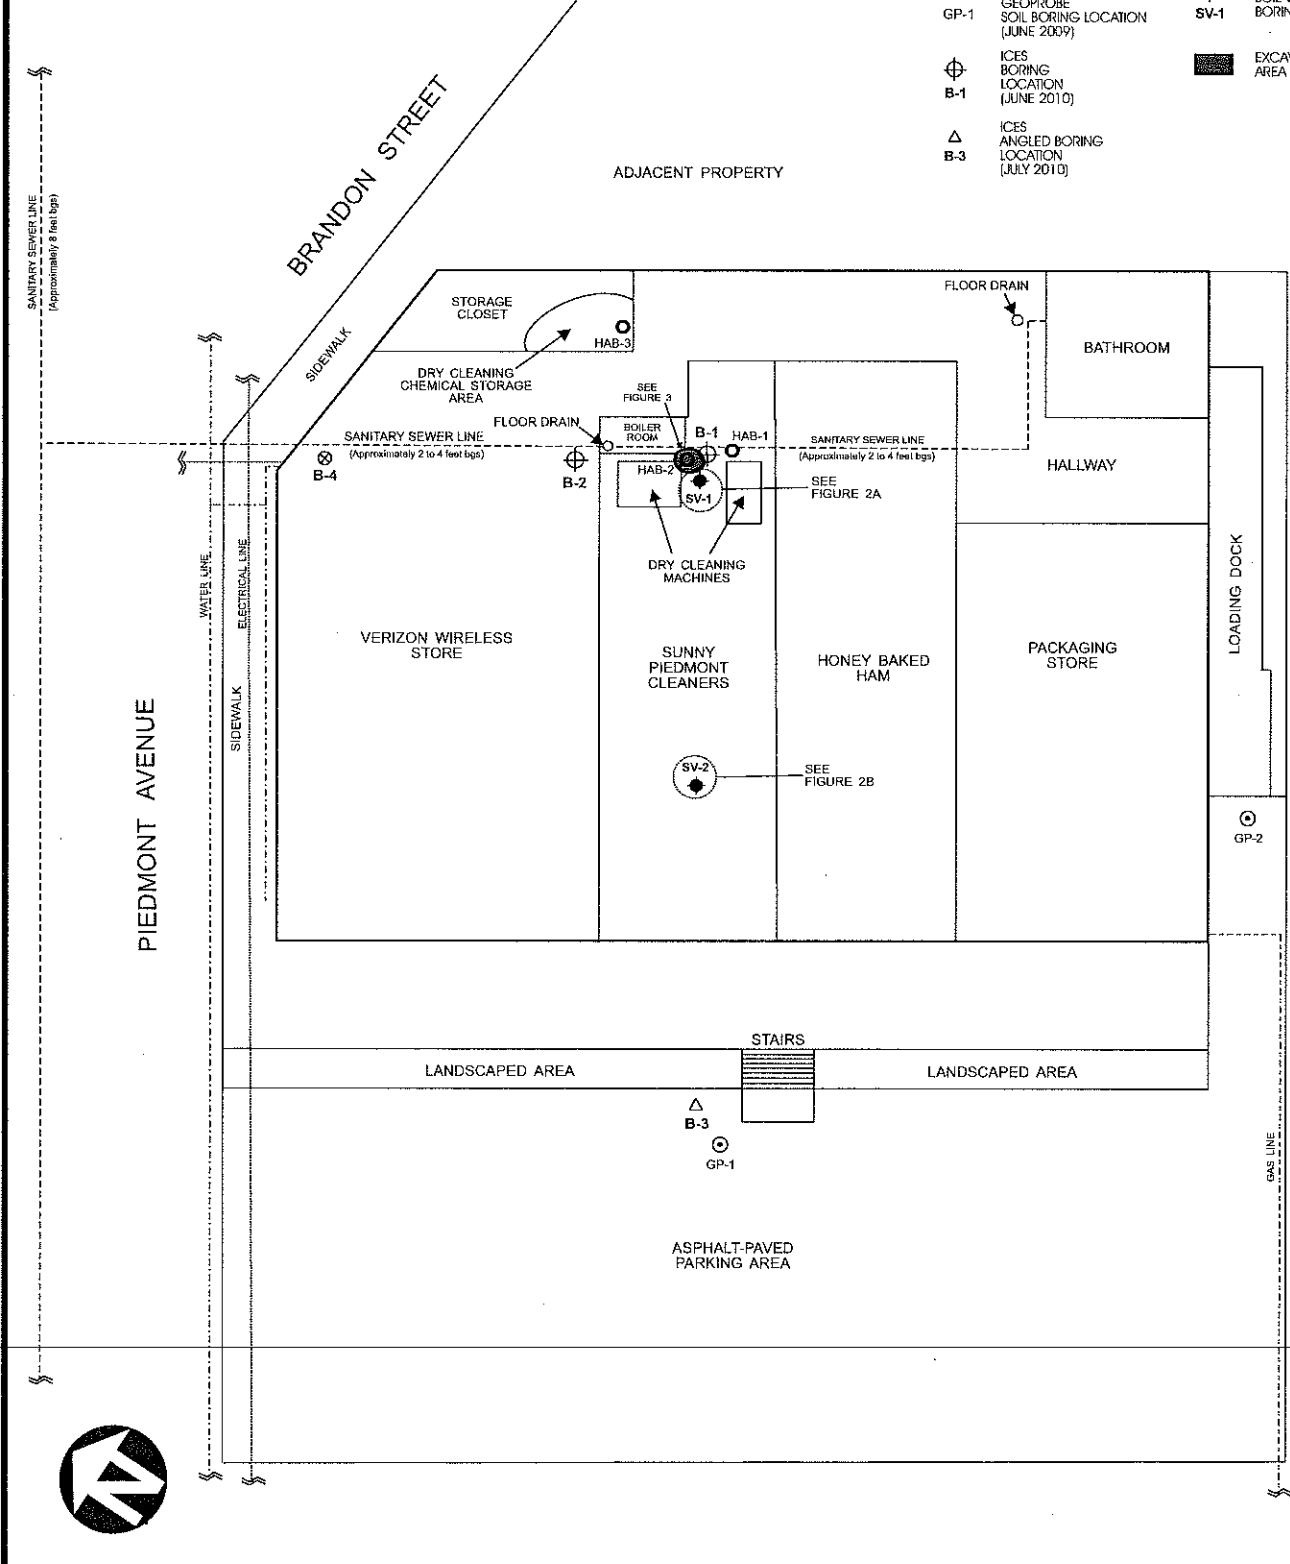 GEOPROBE
GP-1 SOIL BORING LOCATION
(JUNE 2009)
SV-1
ICES
BORING
LOCATION
(JUNE 2010)
B-1
AREA
ICES
ANGLED BORING
LOCATION
(JULY 2010)
B-3
ADJACENT PROPERTY
BRANDON STREET
SANITARY SEWER LINE
(Approximately 8 feet bgs)
SIDEWALK
STORAGE
CLOSET
HAB-3
FLOOR DRAIN
BATHROOM
DRY CLEANING
CHEMICAL STORAGE
AREA
SEE
FIGURE 3
FLOOR DRAIN
BOILER
ROOM
B-1
HAB-1
SANITARY SEWER LINE
(Approximately 2 to 4 feet bgs)
SANITARY SEWER LINE
(Approximately 2 to 4 feet bgs)
B-4
B-2
HAB-2
SV-1
SEE
FIGURE 2A
HALLWAY
DRY CLEANING
MACHINES
WATER LINE
ELECTRICAL LINE
LOADING DOCK
VERIZON WIRELESS
STORE
SUNNY
PIEDMONT
CLEANERS
HONEY BAKED
HAM
PACKAGING
STORE
SIDEWALK
PIEDMONT AVENUE
SV-2
SEE
FIGURE 2B
GP-2
STAIRS
LANDSCAPED AREA
LANDSCAPED AREA
B-3
GP-1
GAS LINE
ASPHALT-PAVED
PARKING AREA
N